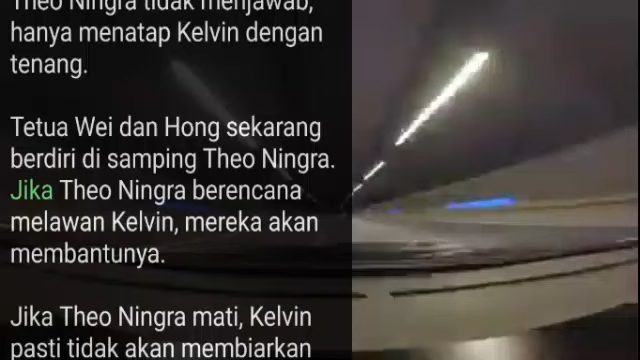 Theo Ningra tidak menjawab,
hanya menatap Kelvin dengan
tenang.
Tetua Wei dan Hong sekarang
berdiri di samping Theo Ningra.
Jika Theo Ningra berencana
melawan Kelvin, mereka akan
membantunya.
Jika Theo Ningra mati, Kelvin
pasti tidak akan membiarkan